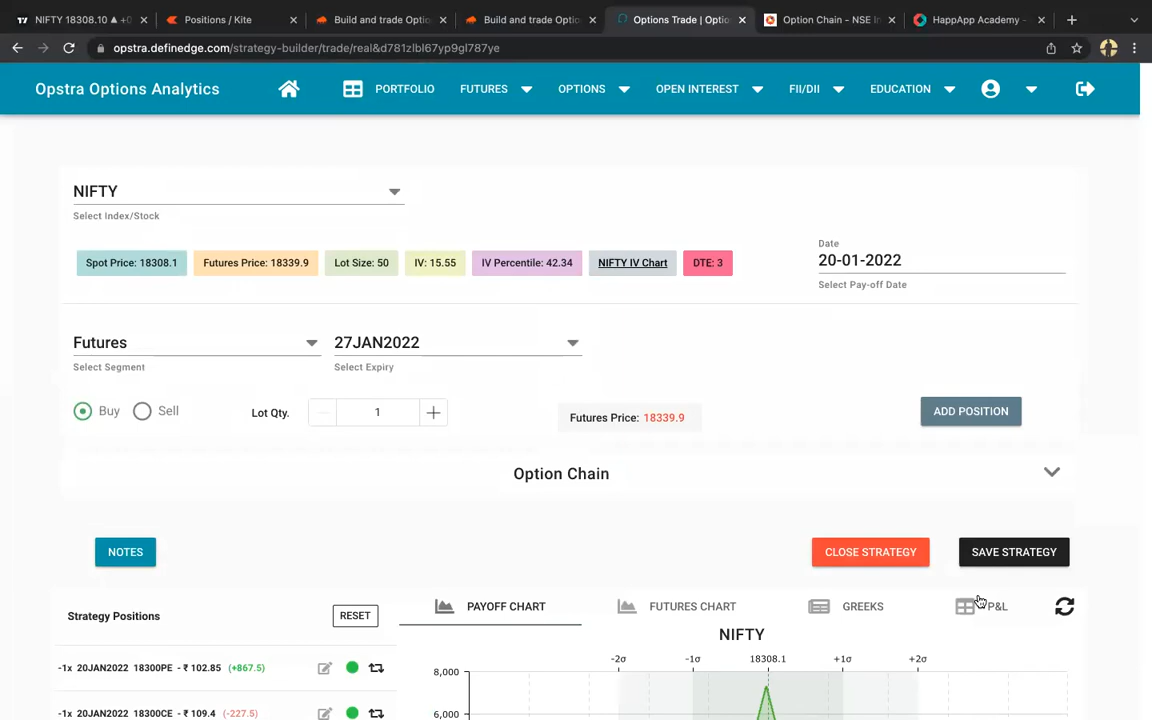 NIFTY 18308.10 ▲ +0
Positions / Kite
Build and trade Optio
Build and trade Optio
Options Trade | Optio
Option Chain - NSE In
HappApp Academy -
opstra.definedge.com/strategy-builder/trade/real&d781zlbl67yp9gl787ye
Opstra Options Analytics
PORTFOLIO
FUTURES
OPTIONS
OPEN INTEREST
FII/DII
EDUCATION
NIFTY
Select Index/Stock
Date
20-01-2022
Select Pay-off Date
Spot Price: 18308.1
Futures Price: 18339.9
Lot Size: 50
IV: 15.55
IV Percentile: 42.34
NIFTY IV Chart
DTE: 3
Futures
Select Segment
27JAN2022
Select Expiry
Buy
Sell
Lot Qty.
1
Futures Price: 18339.9
ADD POSITION
Option Chain
NOTES
CLOSE STRATEGY
SAVE STRATEGY
Strategy Positions
RESET
PAYOFF CHART
FUTURES CHART
GREEKS
P&L
NIFTY
-2σ
-1σ
18308.1
+1σ
+2σ
-1x 20JAN2022 18300PE - ₹ 102.85 (+867.5)
8,000
-1x 20JAN2022 18300CE - ₹ 109.4 (-227.5)
6,000